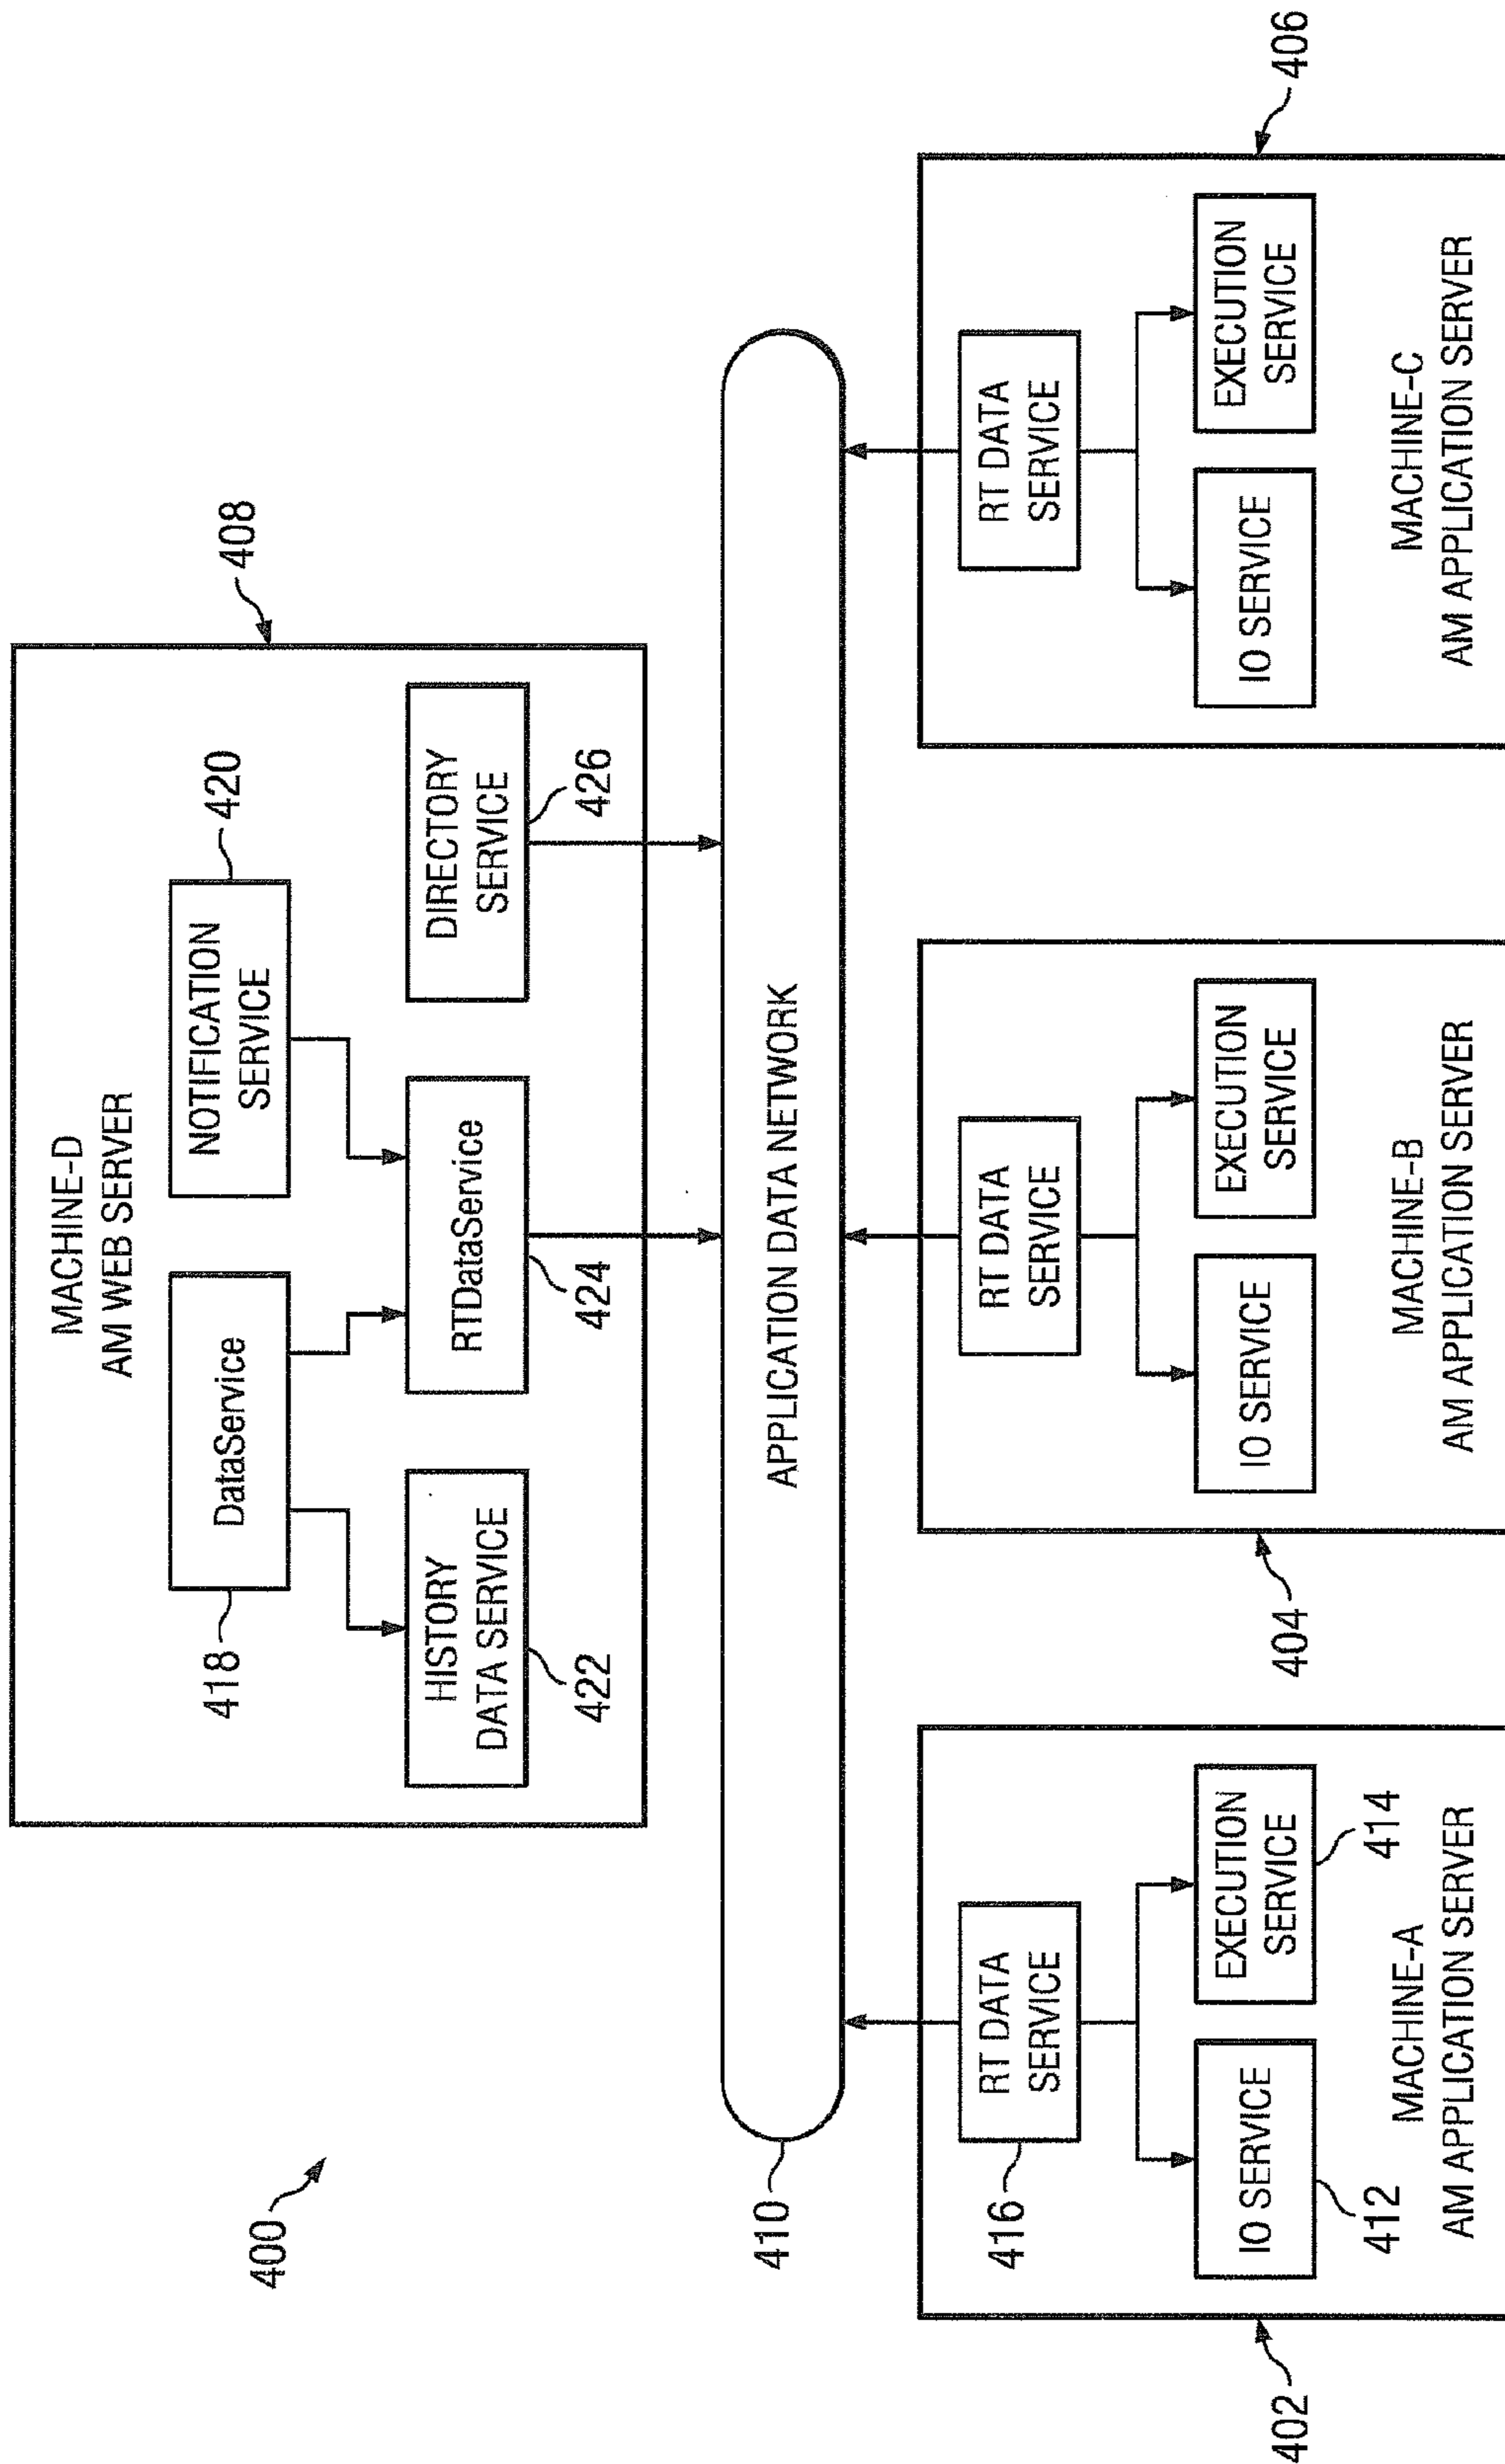 400
MACHINE-D
AM WEB SERVER
408
418
DataService
NOTIFICATION
SERVICE
420
HISTORY
DATA SERVICE
422
RTDataService
424
DIRECTORY
SERVICE
426
410
APPLICATION DATA NETWORK
416
RT DATA
SERVICE
IO SERVICE
412
EXECUTION
SERVICE
414
MACHINE-A
AM APPLICATION SERVER
402
RT DATA
SERVICE
IO SERVICE
EXECUTION
SERVICE
MACHINE-B
AM APPLICATION SERVER
404
RT DATA
SERVICE
IO SERVICE
EXECUTION
SERVICE
MACHINE-C
AM APPLICATION SERVER
406